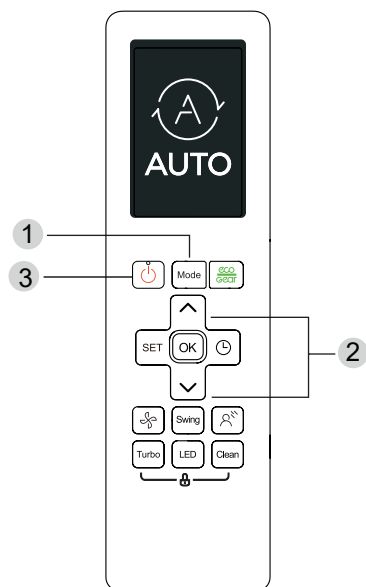 A
AUTO
1
3
Mode
eco
Gear
2
SET OK
Swing
Turbo LED Clean